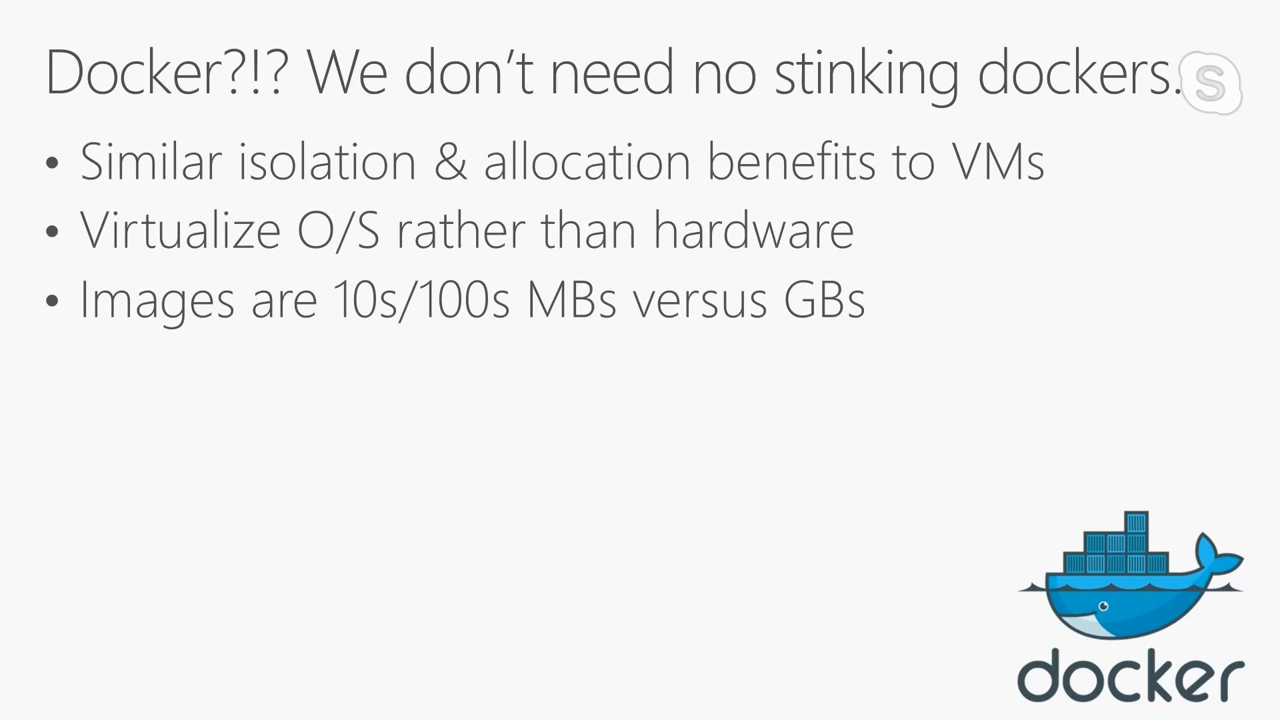 Docker?!? We don’t need no stinking dockers.
S
• Similar isolation & allocation benefits to VMs
• Virtualize O/S rather than hardware
• Images are 10s/100s MBs versus GBs
docker